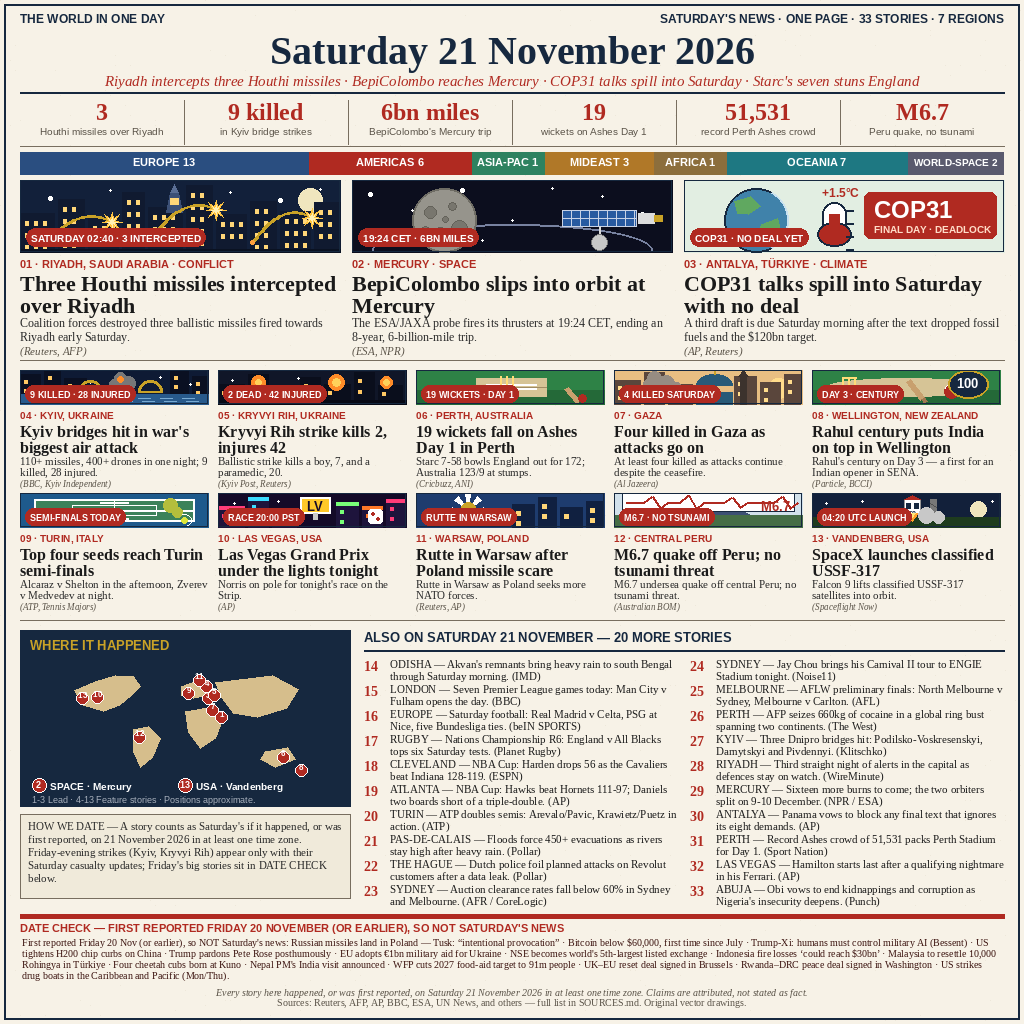 THE WORLD IN ONE DAY
SATURDAY'S NEWS · ONE PAGE · 33 STORIES · 7 REGIONS
Saturday 21 November 2026
Riyadh intercepts three Houthi missiles · BepiColombo reaches Mercury · COP31 talks spill into Saturday · Starc's seven stuns England
3
Houthi missiles over Riyadh
9 killed
in Kyiv bridge strikes
6bn miles
BepiColombo's Mercury trip
19
wickets on Ashes Day 1
51,531
record Perth Ashes crowd
M6.7
Peru quake, no tsunami
EUROPE 13
AMERICAS 6
ASIA-PAC 1
MIDEAST 3
AFRICA 1
OCEANIA 7
WORLD-SPACE 2
SATURDAY 02:40 · 3 INTERCEPTED
01 · RIYADH, SAUDI ARABIA · CONFLICT
Three Houthi missiles intercepted
over Riyadh
Coalition forces destroyed three ballistic missiles fired towards
Riyadh early Saturday.
(Reuters, AFP)
19:24 CET · 6BN MILES
02 · MERCURY · SPACE
BepiColombo slips into orbit at
Mercury
The ESA/JAXA probe fires its thrusters at 19:24 CET, ending an
8-year, 6-billion-mile trip.
(ESA, NPR)
+1.5°C
COP31
FINAL DAY · DEADLOCK
COP31 · NO DEAL YET
03 · ANTALYA, TÜRKIYE · CLIMATE
COP31 talks spill into Saturday
with no deal
A third draft is due Saturday morning after the text dropped fossil
fuels and the $120bn target.
(AP, Reuters)
9 KILLED · 28 INJURED
04 · KYIV, UKRAINE
Kyiv bridges hit in war's
biggest air attack
110+ missiles, 400+ drones in one night; 9
killed, 28 injured.
(BBC, Kyiv Independent)
2 DEAD · 42 INJURED
05 · KRYVYI RIH, UKRAINE
Kryvyi Rih strike kills 2,
injures 42
Ballistic strike kills a boy, 7, and a
paramedic, 20.
(Kyiv Post, Reuters)
19 WICKETS · DAY 1
06 · PERTH, AUSTRALIA
19 wickets fall on Ashes
Day 1 in Perth
Starc 7-58 bowls England out for 172;
Australia 123/9 at stumps.
(Cricbuzz, ANI)
4 KILLED SATURDAY
07 · GAZA
Four killed in Gaza as
attacks go on
At least four killed as attacks continue
despite the ceasefire.
(Al Jazeera)
100
DAY 3 · CENTURY
08 · WELLINGTON, NEW ZEALAND
Rahul century puts India
on top in Wellington
Rahul's century on Day 3 — a first for an
Indian opener in SENA.
(Particle, BCCI)
SEMI-FINALS TODAY
09 · TURIN, ITALY
Top four seeds reach Turin
semi-finals
Alcaraz v Shelton in the afternoon, Zverev
v Medvedev at night.
(ATP, Tennis Majors)
LV
RACE 20:00 PST
10 · LAS VEGAS, USA
Las Vegas Grand Prix
under the lights tonight
Norris on pole for tonight's race on the
Strip.
(AP)
RUTTE IN WARSAW
11 · WARSAW, POLAND
Rutte in Warsaw after
Poland missile scare
Rutte in Warsaw as Poland seeks more
NATO forces.
(Reuters, AP)
M6.7
M6.7 · NO TSUNAMI
12 · CENTRAL PERU
M6.7 quake off Peru; no
tsunami threat
M6.7 undersea quake off central Peru; no
tsunami threat.
(Australian BOM)
04:20 UTC LAUNCH
13 · VANDENBERG, USA
SpaceX launches classified
USSF-317
Falcon 9 lifts classified USSF-317
satellites into orbit.
(Spaceflight Now)
WHERE IT HAPPENED
2 SPACE · Mercury
13 USA · Vandenberg
1-3 Lead · 4-13 Feature stories · Positions approximate.
HOW WE DATE — A story counts as Saturday's if it happened, or was
first reported, on 21 November 2026 in at least one time zone.
Friday-evening strikes (Kyiv, Kryvyi Rih) appear only with their
Saturday casualty updates; Friday's big stories sit in DATE CHECK
below.
ALSO ON SATURDAY 21 NOVEMBER — 20 MORE STORIES
14 ODISHA — Akvan's remnants bring heavy rain to south Bengal
through Saturday morning. (IMD)
15 LONDON — Seven Premier League games today: Man City v
Fulham opens the day. (BBC)
16 EUROPE — Saturday football: Real Madrid v Celta, PSG at
Nice, five Bundesliga ties. (beIN SPORTS)
17 RUGBY — Nations Championship R6: England v All Blacks
tops six Saturday tests. (Planet Rugby)
18 CLEVELAND — NBA Cup: Harden drops 56 as the Cavaliers
beat Indiana 128-119. (ESPN)
19 ATLANTA — NBA Cup: Hawks beat Hornets 111-97; Daniels
two boards short of a triple-double. (AP)
20 TURIN — ATP doubles semis: Arevalo/Pavic, Krawietz/Puetz in
action. (ATP)
21 PAS-DE-CALAIS — Floods force 450+ evacuations as rivers
stay high after heavy rain. (Pollar)
22 THE HAGUE — Dutch police foil planned attacks on Revolut
customers after a data leak. (Pollar)
23 SYDNEY — Auction clearance rates fall below 60% in Sydney
and Melbourne. (AFR / CoreLogic)
24 SYDNEY — Jay Chou brings his Carnival II tour to ENGIE
Stadium tonight. (Noise11)
25 MELBOURNE — AFLW preliminary finals: North Melbourne v
Sydney, Melbourne v Carlton. (AFL)
26 PERTH — AFP seizes 660kg of cocaine in a global ring bust
spanning two continents. (The West)
27 KYIV — Three Dnipro bridges hit: Podilsko-Voskresenskyi,
Darnytskyi and Pivdennyi. (Klitschko)
28 RIYADH — Third straight night of alerts in the capital as
defences stay on watch. (WireMinute)
29 MERCURY — Sixteen more burns to come; the two orbiters
split on 9-10 December. (NPR / ESA)
30 ANTALYA — Panama vows to block any final text that ignores
its eight demands. (AP)
31 PERTH — Record Ashes crowd of 51,531 packs Perth Stadium
for Day 1. (Sport Nation)
32 LAS VEGAS — Hamilton starts last after a qualifying nightmare
in his Ferrari. (AP)
33 ABUJA — Obi vows to end kidnappings and corruption as
Nigeria's insecurity deepens. (Punch)
DATE CHECK — FIRST REPORTED FRIDAY 20 NOVEMBER (OR EARLIER), SO NOT SATURDAY'S NEWS
First reported Friday 20 Nov (or earlier), so NOT Saturday's news: Russian missiles land in Poland — Tusk: “intentional provocation” · Bitcoin below $60,000, first time since July · Trump-Xi: humans must control military AI (Bessent) · US
tightens H200 chip curbs on China · Trump pardons Pete Rose posthumously · EU adopts €1bn military aid for Ukraine · NSE becomes world's 5th-largest listed exchange · Indonesia fire losses ‘could reach $30bn’ · Malaysia to resettle 10,000
Rohingya in Türkiye · Four cheetah cubs born at Kuno · Nepal PM's India visit announced · WFP cuts 2027 food-aid target to 91m people · UK–EU reset deal signed in Brussels · Rwanda–DRC peace deal signed in Washington · US strikes
drug boats in the Caribbean and Pacific (Mon/Thu).
Every story here happened, or was first reported, on Saturday 21 November 2026 in at least one time zone. Claims are attributed, not stated as fact.
Sources: Reuters, AFP, AP, BBC, ESA, UN News, and others — full list in SOURCES.md. Original vector drawings.